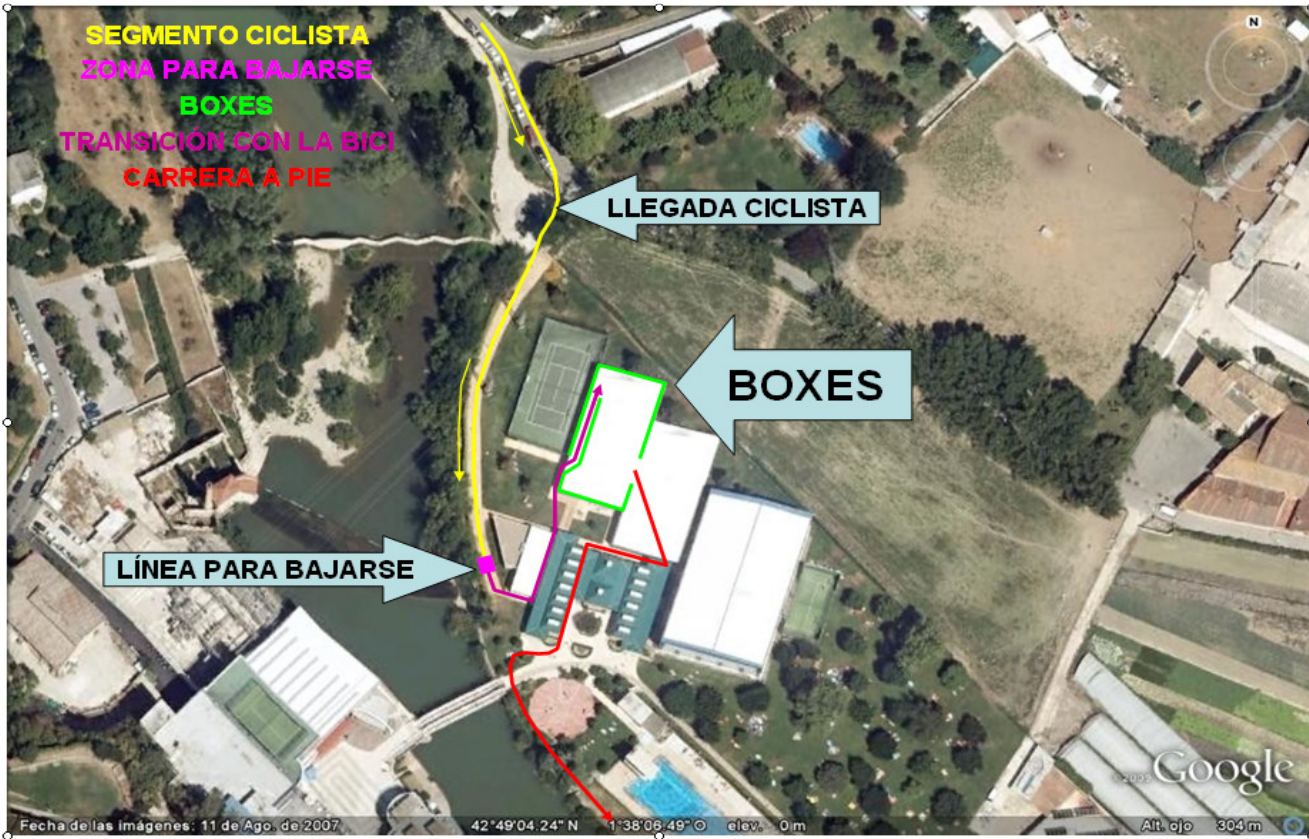 SEGMENTO CICLISTA
ZONA PARA BAJARSE
BOXES
TRANSICIÓN CON LA BICI
CARRERA A PIE
N
LLEGADA CICLISTA
BOXES
LÍNEA PARA BAJARSE
©2009 Google
Fecha de las imágenes: 11 de Ago. de 2007 42°49'04.24" N 1°38'06.49" O elev. 0 m Alt. ojo 304 m